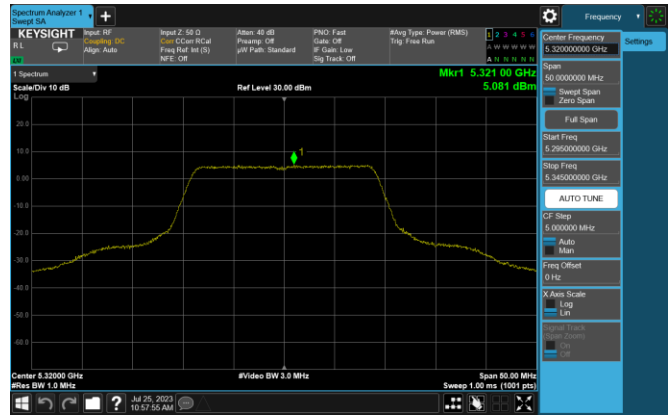 Spectrum Analyzer 1
Swept SA
+
Frequency
KEYSIGHT
R L
LW
Input: RF
Coupling: DC
Align: Auto
Input Z: 50 Ω
Corr CCorr RCal
Freq Ref: Int (S)
NFE: Off
Atten: 40 dB
Preamp: Off
µW Path: Standard
PNO: Fast
Gate: Off
IF Gain: Low
Sig Track: Off
#Avg Type: Power (RMS)
Trig: Free Run
1 2 3 4 5 6
A W W W W W
A N N N N N
1 Spectrum
Scale/Div 10 dB
Log
Ref Level 30.00 dBm
Mkr1 5.321 00 GHz
5.081 dBm
1
20.0
0.00
-10.0
-20.0
-30.0
-40.0
-60.0
Center 5.32000 GHz
#Res BW 1.0 MHz
#Video BW 3.0 MHz
Span 50.00 MHz
Sweep 1.00 ms (1001 pts)
Jul 25, 2023
10:57:55 AM
Center Frequency
5.320000000 GHz
Settings
Span
50.0000000 MHz
Swept Span
Zero Span
Full Span
Start Freq
5.295000000 GHz
Stop Freq
5.345000000 GHz
AUTO TUNE
CF Step
5.000000 MHz
Auto
Man
Freq Offset
0 Hz
X Axis Scale
Log
Lin
Signal Track
(Span Zoom)
On
Off